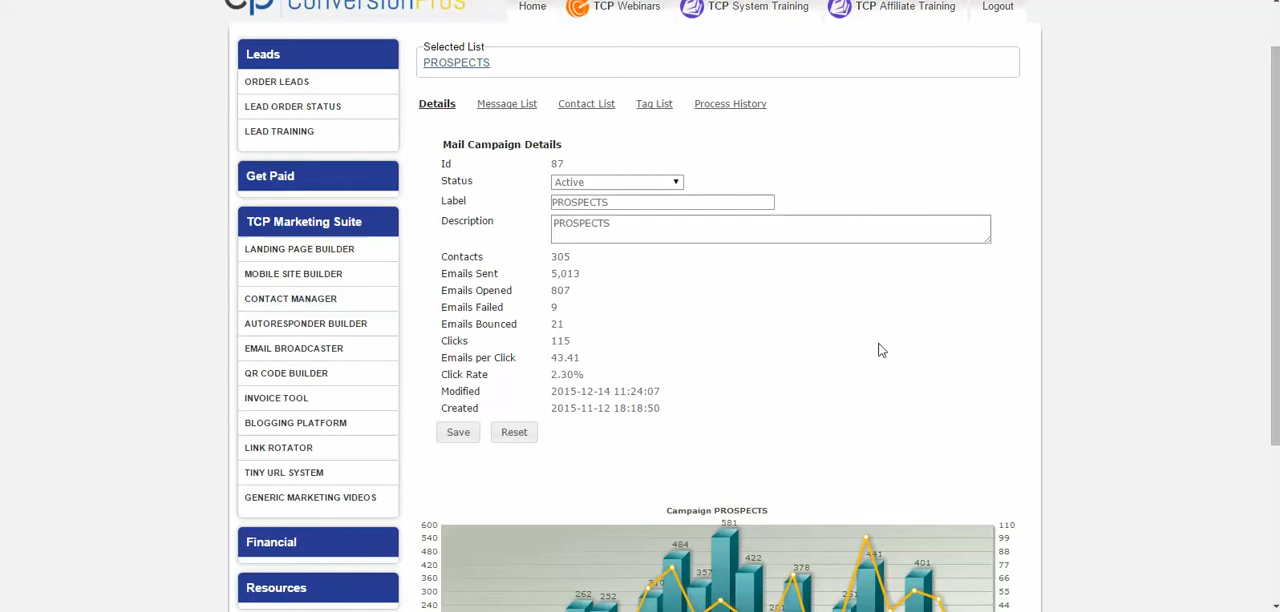 ConversionPros
Home
TCP Webinars
TCP System Training
TCP Affiliate Training
Logout
Leads
ORDER LEADS
LEAD ORDER STATUS
LEAD TRAINING
Get Paid
TCP Marketing Suite
LANDING PAGE BUILDER
MOBILE SITE BUILDER
CONTACT MANAGER
AUTORESPONDER BUILDER
EMAIL BROADCASTER
QR CODE BUILDER
INVOICE TOOL
BLOGGING PLATFORM
LINK ROTATOR
TINY URL SYSTEM
GENERIC MARKETING VIDEOS
Financial
Resources
Selected List
PROSPECTS
Details Message List Contact List Tag List Process History
Mail Campaign Details
Id 87
Status Active
Label PROSPECTS
Description PROSPECTS
Contacts 305
Emails Sent 5,013
Emails Opened 807
Emails Failed 9
Emails Bounced 21
Clicks 115
Emails per Click 43.41
Click Rate 2.30%
Modified 2015-12-14 11:24:07
Created 2015-11-12 18:18:50
Save Reset
Campaign PROSPECTS
600 581 110
540 99
480 484 441 88
420 422 401 77
360 357 378 66
300 262 252 310 55
240 44